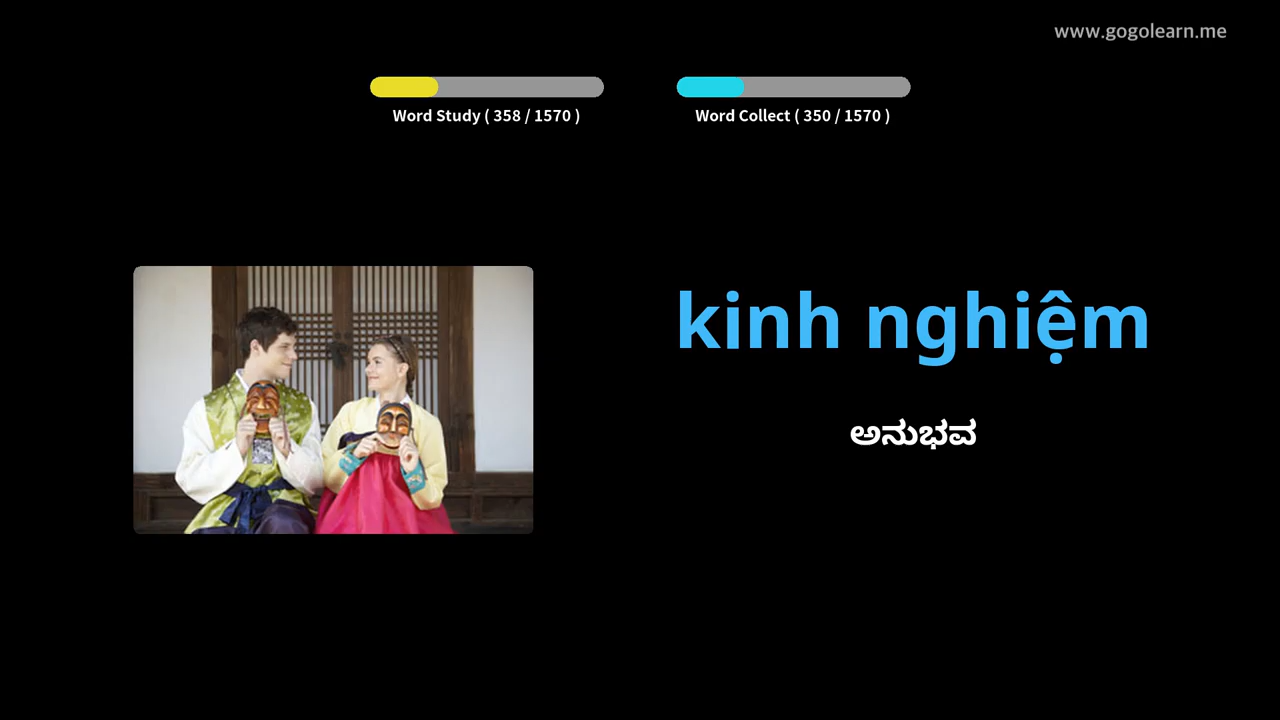 www.gogolearn.me
Word Study ( 358 / 1570 )
Word Collect ( 350 / 1570 )
kinh nghiệm
ಅನುಭವ